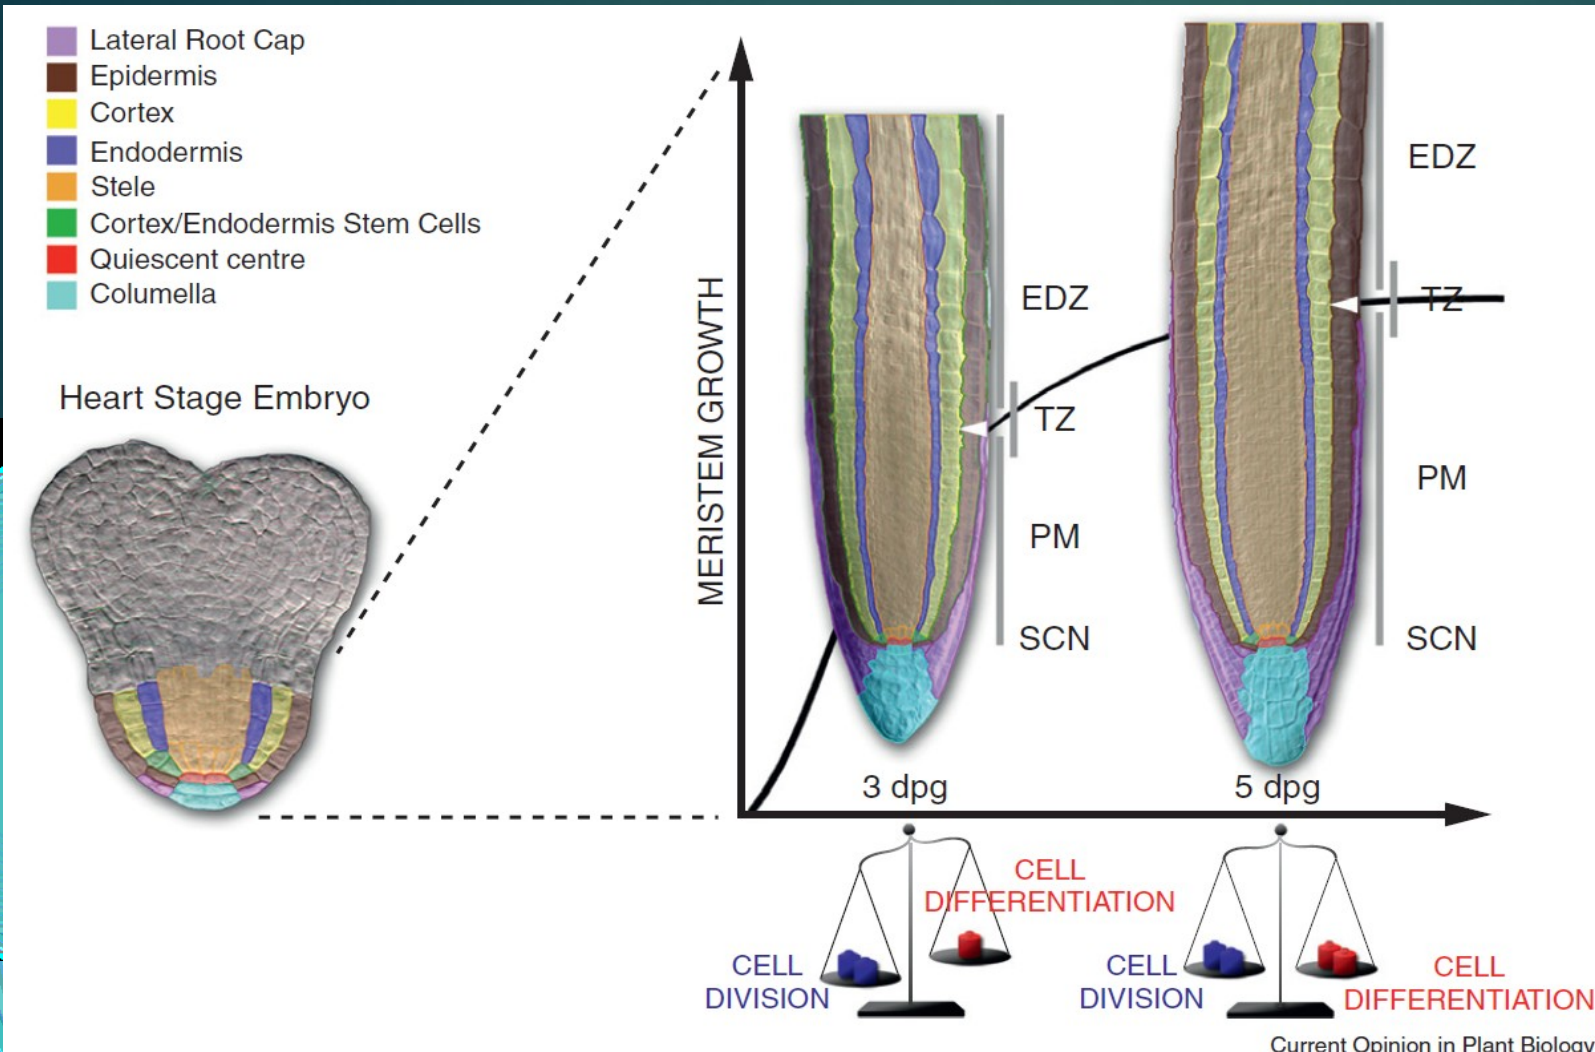 Lateral Root Cap
Epidermis
Cortex
Endodermis
Stele
Cortex/Endodermis Stem Cells
Quiescent centre
Columella
Heart Stage Embryo
MERISTEM GROWTH
EDZ
TZ
PM
SCN
EDZ
TZ
PM
SCN
3 dpg
5 dpg
CELL
DIFFERENTIATION
CELL
DIVISION
CELL
DIVISION
CELL
DIFFERENTIATION
Current Opinion in Plant Biology